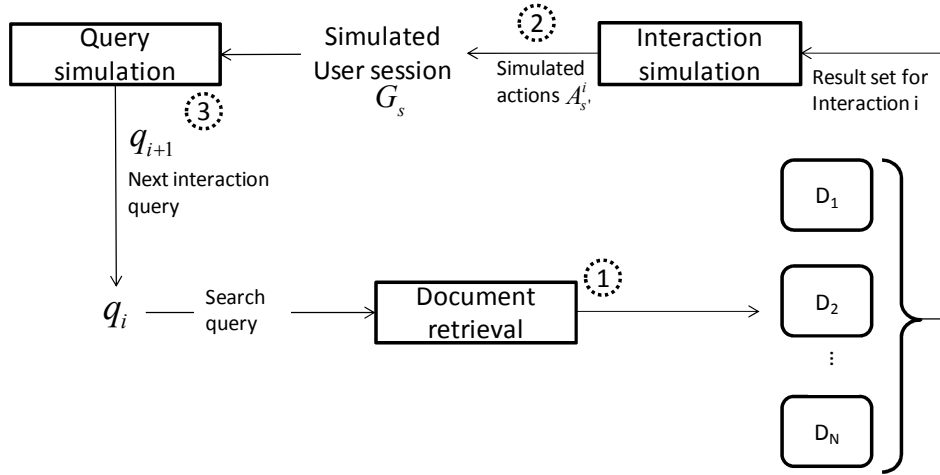 Query
simulation
3
Simulated
User session
G_s
2
Simulated
actions A^i_{s'}
Interaction
simulation
Result set for
Interaction i
q_{i+1}
Next interaction
query
q_i
Search
query
Document
retrieval
1
D_1
D_2
...
D_N